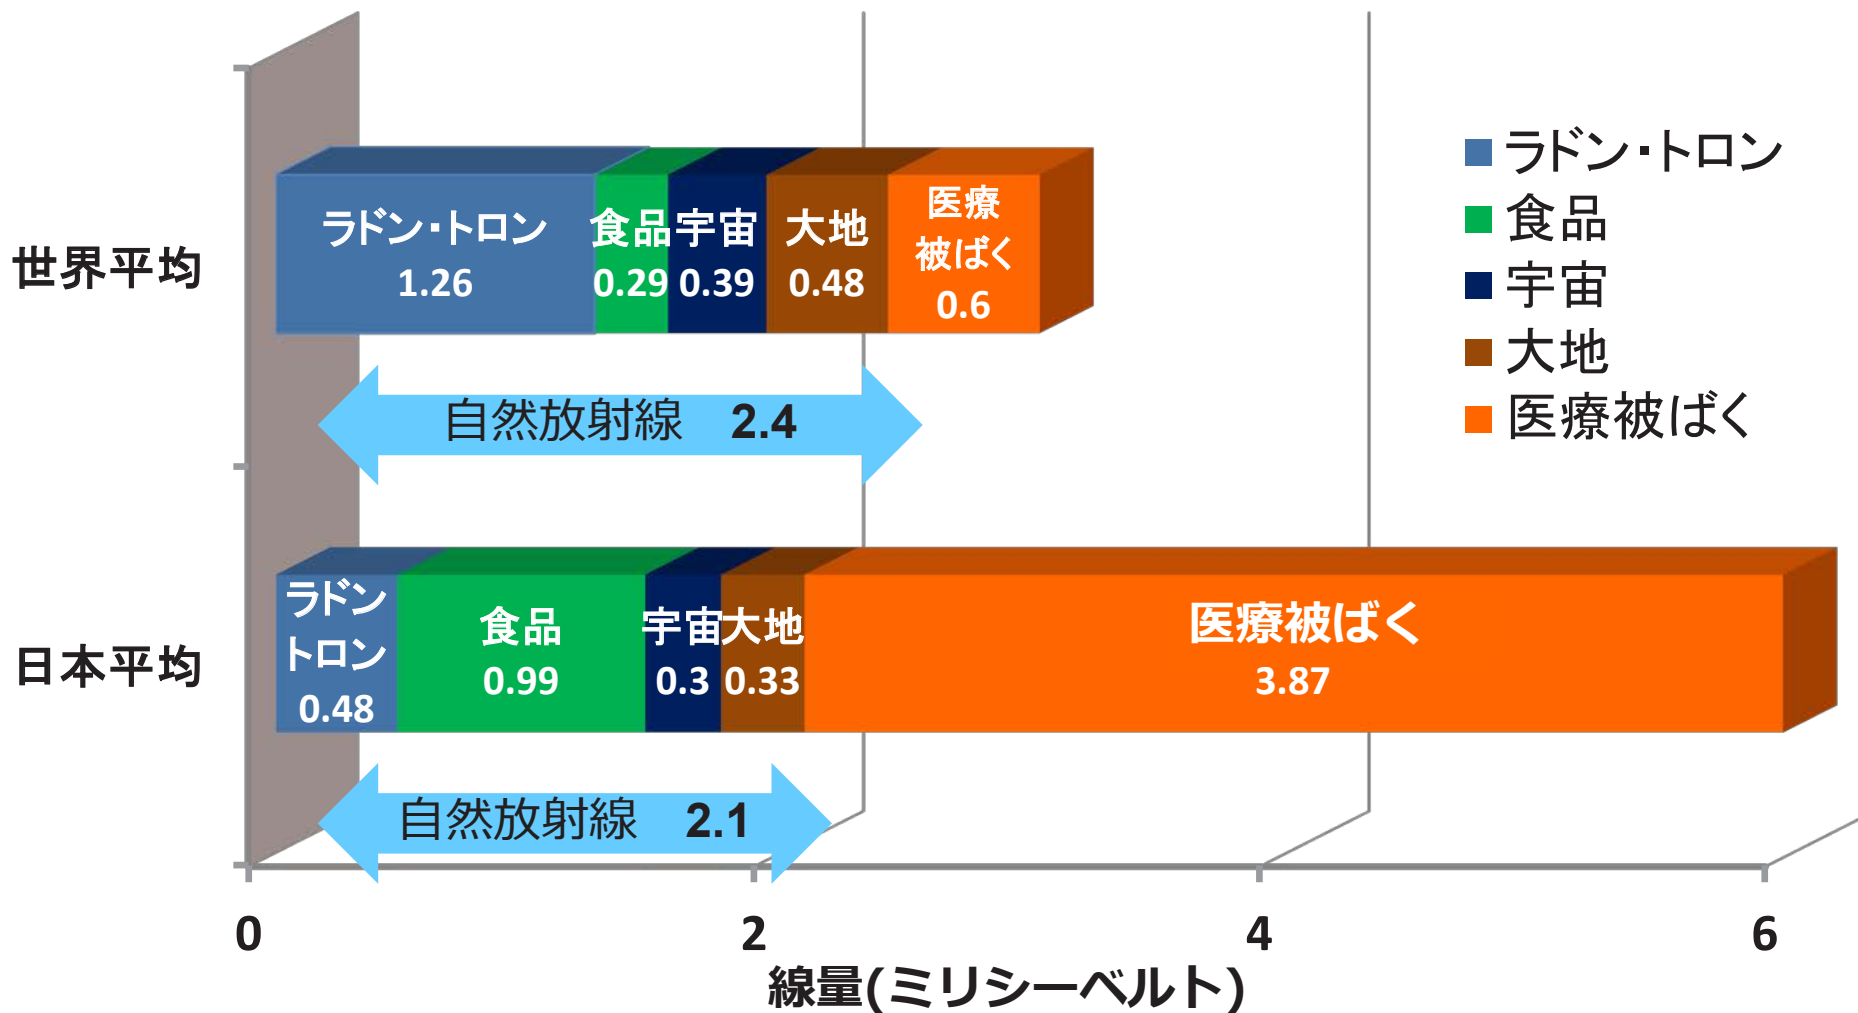 世界平均
ラドン・トロン
1.26
食品
0.29
宇宙
0.39
大地
0.48
医療
被ばく
0.6
自然放射線 2.4
日本平均
ラドン
トロン
0.48
食品
0.99
宇宙
0.3
大地
0.33
医療被ばく
3.87
自然放射線 2.1
ラドン・トロン
食品
宇宙
大地
医療被ばく
0 2 4 6
線量(ミリシーベルト)